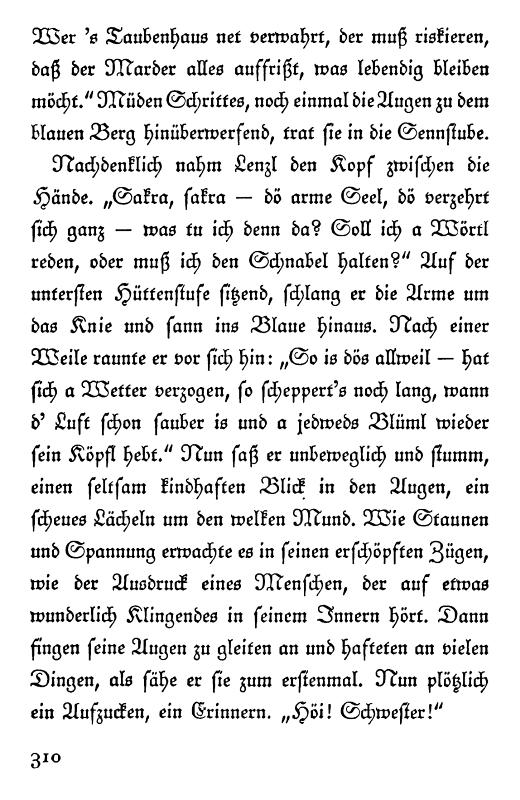 Wer 's Taubenhaus net verwahrt, der muß riskieren,
daß der Marder alles auffrißt, was lebendig bleiben
möcht.“ Müden Schrittes, noch einmal die Augen zu dem
blauen Berg hinüberwerfend, trat sie in die Sennstube.
Nachdenklich nahm Lenzl den Kopf zwischen die
Hände. „Sakra, sakra — dö arme Seel, dö verzehrt
sich ganz — was tu ich denn da? Soll ich a Wörtl
reden, oder muß ich den Schnabel halten?“ Auf der
untersten Hüttenstufe sitzend, schlang er die Arme um
das Knie und sann ins Blaue hinaus. Nach einer
Weile raunte er vor sich hin: „So is dös allweil — hat
sich a Wetter verzogen, so scheppert's noch lang, wann
d' Luft schon sauber is und a jedweds Blüml wieder
sein Köpfl hebt.“ Nun saß er unbeweglich und stumm,
einen seltsam kindhaften Blick in den Augen, ein
scheues Lächeln um den welken Mund. Wie Staunen
und Spannung erwachte es in seinen erschöpften Zügen,
wie der Ausdruck eines Menschen, der auf etwas
wunderlich Klingendes in seinem Innern hört. Dann
fingen seine Augen zu gleiten an und hafteten an vielen
Dingen, als sähe er sie zum erstenmal. Nun plötzlich
ein Aufzucken, ein Erinnern. „Höi! Schwester!“
310